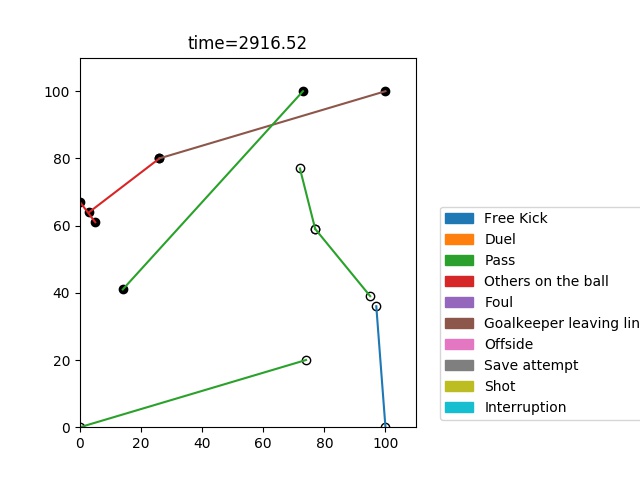 time=2916.52
100
80
60
40
20
0
0 20 40 60 80 100
Free Kick
Duel
Pass
Others on the ball
Foul
Goalkeeper leaving lin
Offside
Save attempt
Shot
Interruption